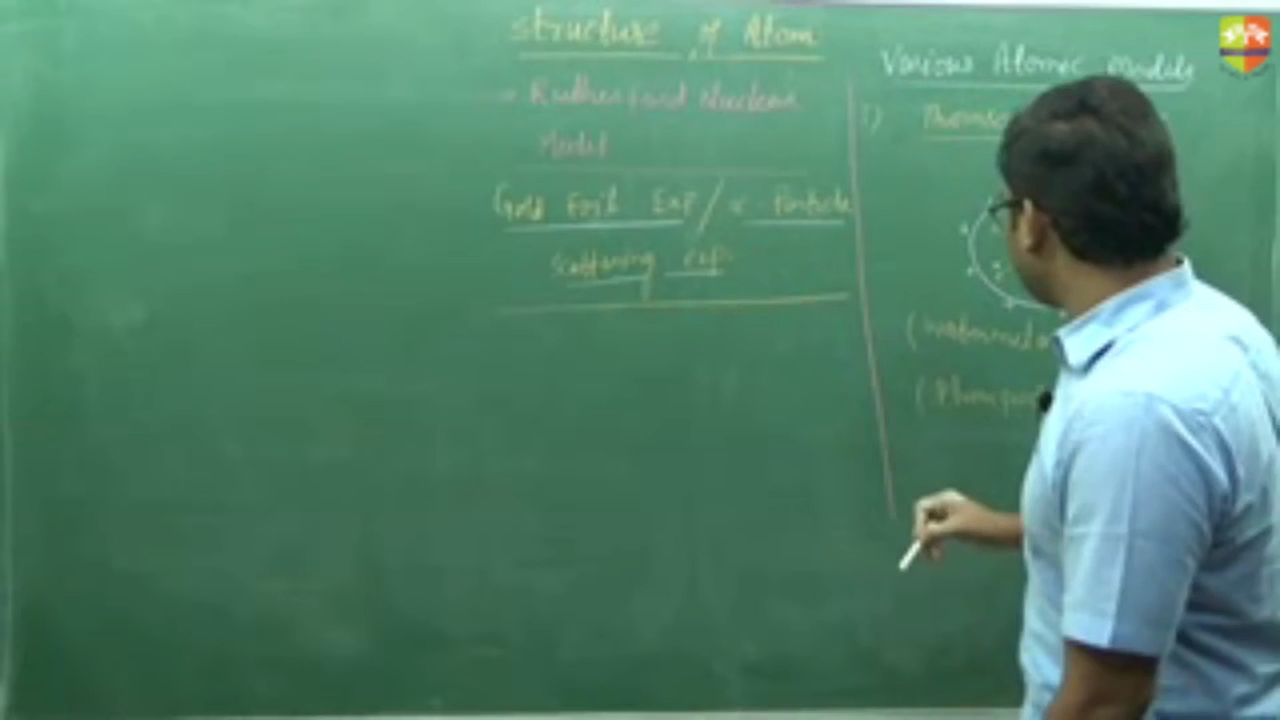 Structure of Atom
→ Rutherford Nuclear
Model
Gold Foil Exp / α Particle
Scattering Exp.
Various Atomic Models
1)